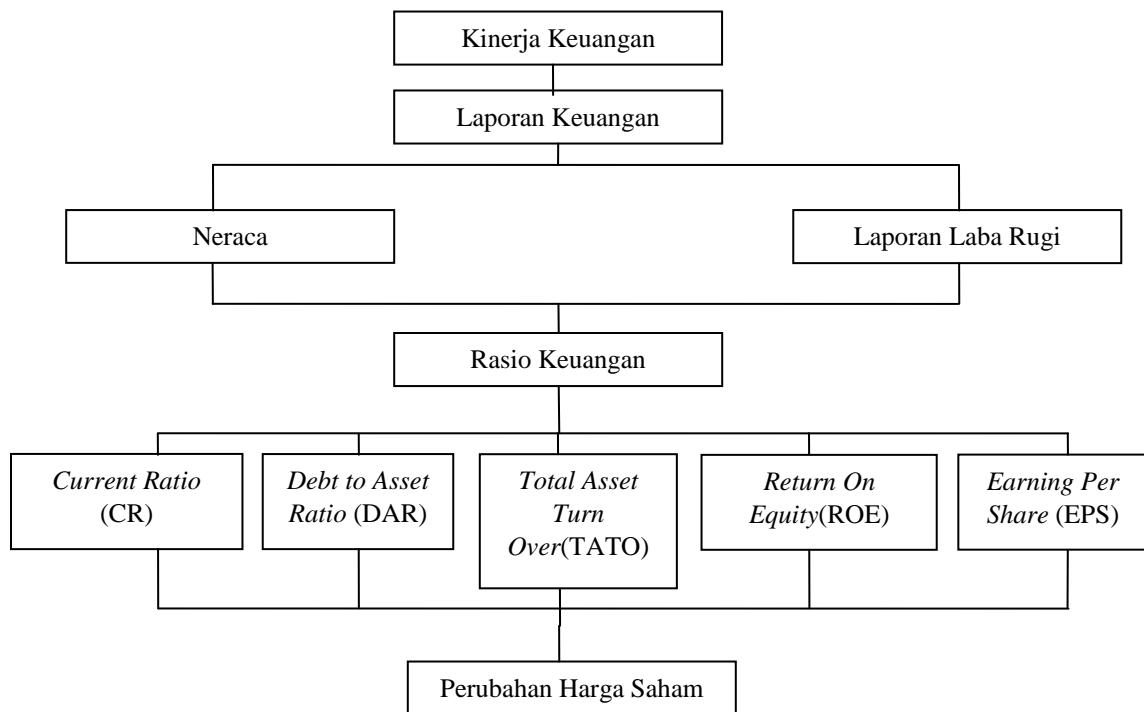 Kinerja Keuangan
Laporan Keuangan
Neraca
Laporan Laba Rugi
Rasio Keuangan
Current Ratio
(CR)
Debt to Asset
Ratio (DAR)
Total Asset
Turn
Over(TATO)
Return On
Equity(ROE)
Earning Per
Share (EPS)
Perubahan Harga Saham